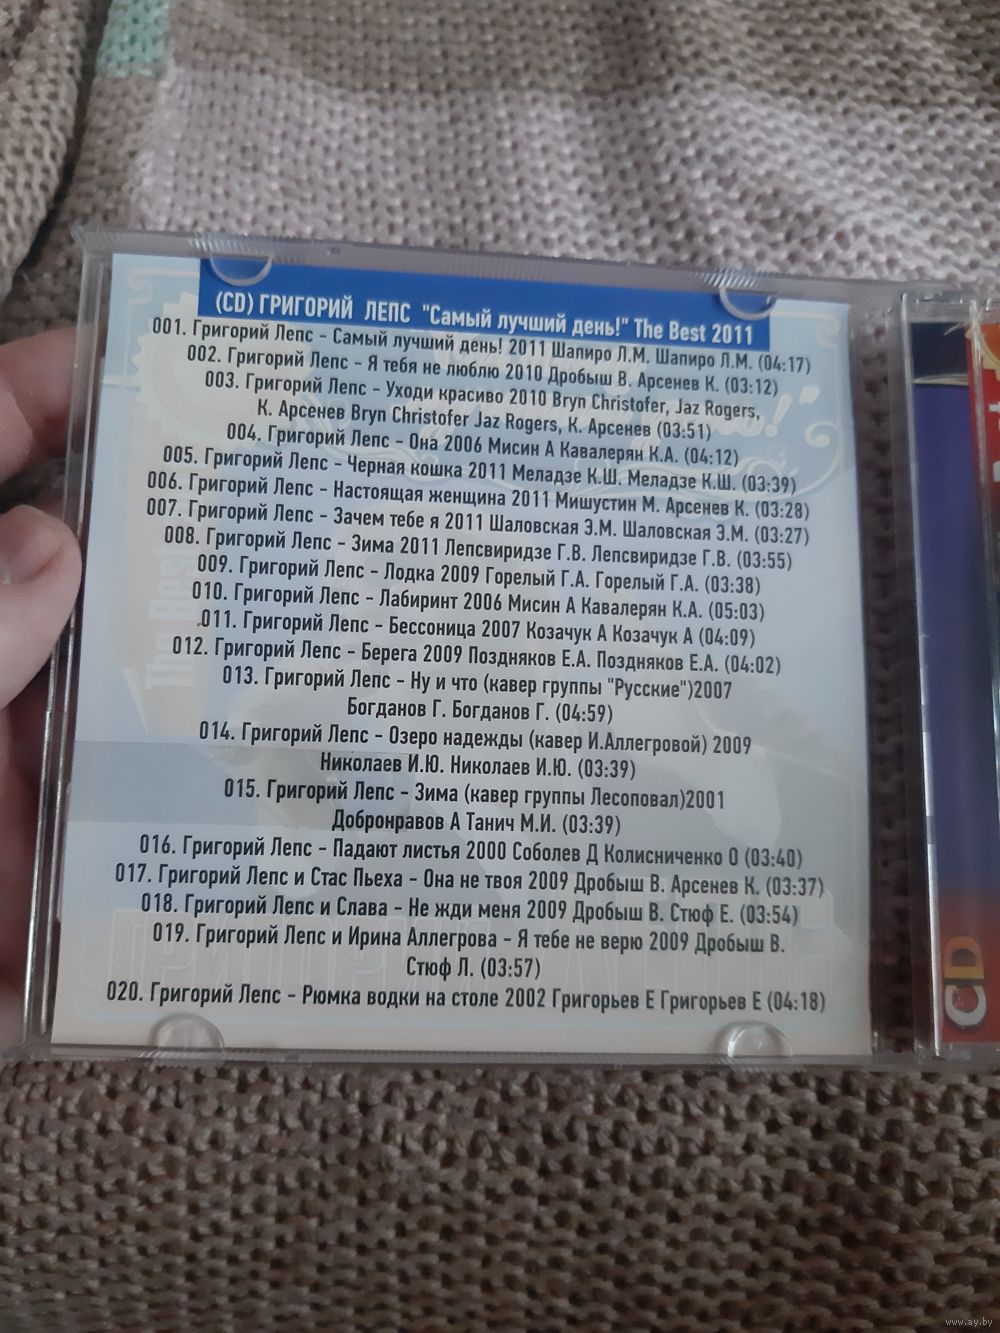 (CD) ГРИГОРИЙ ЛЕПС "Самый лучший день!" The Best 2011
001. Григорий Лепс - Самый лучший день! 2011 Шапиро Л.М. Шапиро Л.М. (04:17)
002. Григорий Лепс - Я тебя не люблю 2010 Дробыш В. Арсенев К. (03:12)
003. Григорий Лепс - Уходи красиво 2010 Bryn Christofer, Jaz Rogers,
К. Арсенев Bryn Christofer Jaz Rogers, К. Арсенев (03:51)
004. Григорий Лепс - Она 2006 Мисин А Кавалерян К.А. (04:12)
005. Григорий Лепс - Черная кошка 2011 Меладзе К.Ш. Меладзе К.Ш. (03:39)
006. Григорий Лепс - Настоящая женщина 2011 Мишустин М. Арсенев К. (03:28)
007. Григорий Лепс - Зачем тебе я 2011 Шаловская Э.М. Шаловская Э.М. (03:27)
008. Григорий Лепс - Зима 2011 Лепсвиридзе Г.В. Лепсвиридзе Г.В. (03:55)
009. Григорий Лепс - Лодка 2009 Горелый Г.А. Горелый Г.А. (03:38)
010. Григорий Лепс - Лабиринт 2006 Мисин А Кавалерян К.А. (05:03)
011. Григорий Лепс - Бессоница 2007 Козачук А Козачук А (04:09)
012. Григорий Лепс - Берега 2009 Поздняков Е.А. Поздняков Е.А. (04:02)
013. Григорий Лепс - Ну и что (кавер группы "Русские")2007
Богданов Г. Богданов Г. (04:59)
014. Григорий Лепс - Озеро надежды (кавер И.Аллегровой) 2009
Николаев И.Ю. Николаев И.Ю. (03:39)
015. Григорий Лепс - Зима (кавер группы Лесоповал)2001
Добронравов А Танич М.И. (03:39)
016. Григорий Лепс - Падают листья 2000 Соболев Д Колисниченко О (03:40)
017. Григорий Лепс и Стас Пьеха - Она не твоя 2009 Дробыш В. Арсенев К. (03:37)
018. Григорий Лепс и Слава - Не жди меня 2009 Дробыш В. Стюф Е. (03:54)
019. Григорий Лепс и Ирина Аллегрова - Я тебе не верю 2009 Дробыш В.
Стюф Л. (03:57)
020. Григорий Лепс - Рюмка водки на столе 2002 Григорьев Е Григорьев Е (04:18)
The Best
CD
www.ay.by